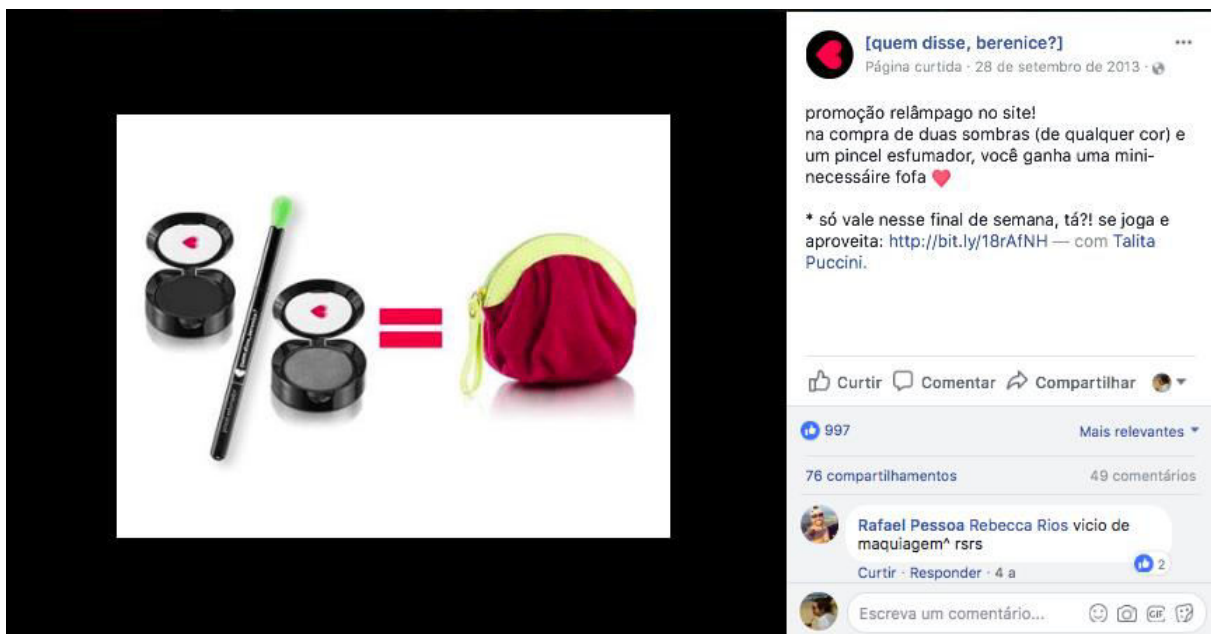 [quem disse, berenice?]
Página curtida · 28 de setembro de 2013 ·
promoção relâmpago no site!
na compra de duas sombras (de qualquer cor) e
um pincel esfumador, você ganha uma mini-
necessáire fofa ❤
* só vale nesse final de semana, tá?! se joga e
aproveita: http://bit.ly/18rAfNH — com Talita
Puccini.
Curtir Comentar Compartilhar
997 Mais relevantes
76 compartilhamentos 49 comentários
Rafael Pessoa Rebecca Rios vicio de
maquiagem^ rsrs
2
Curtir · Responder · 4 a
Escreva um comentário... GIF